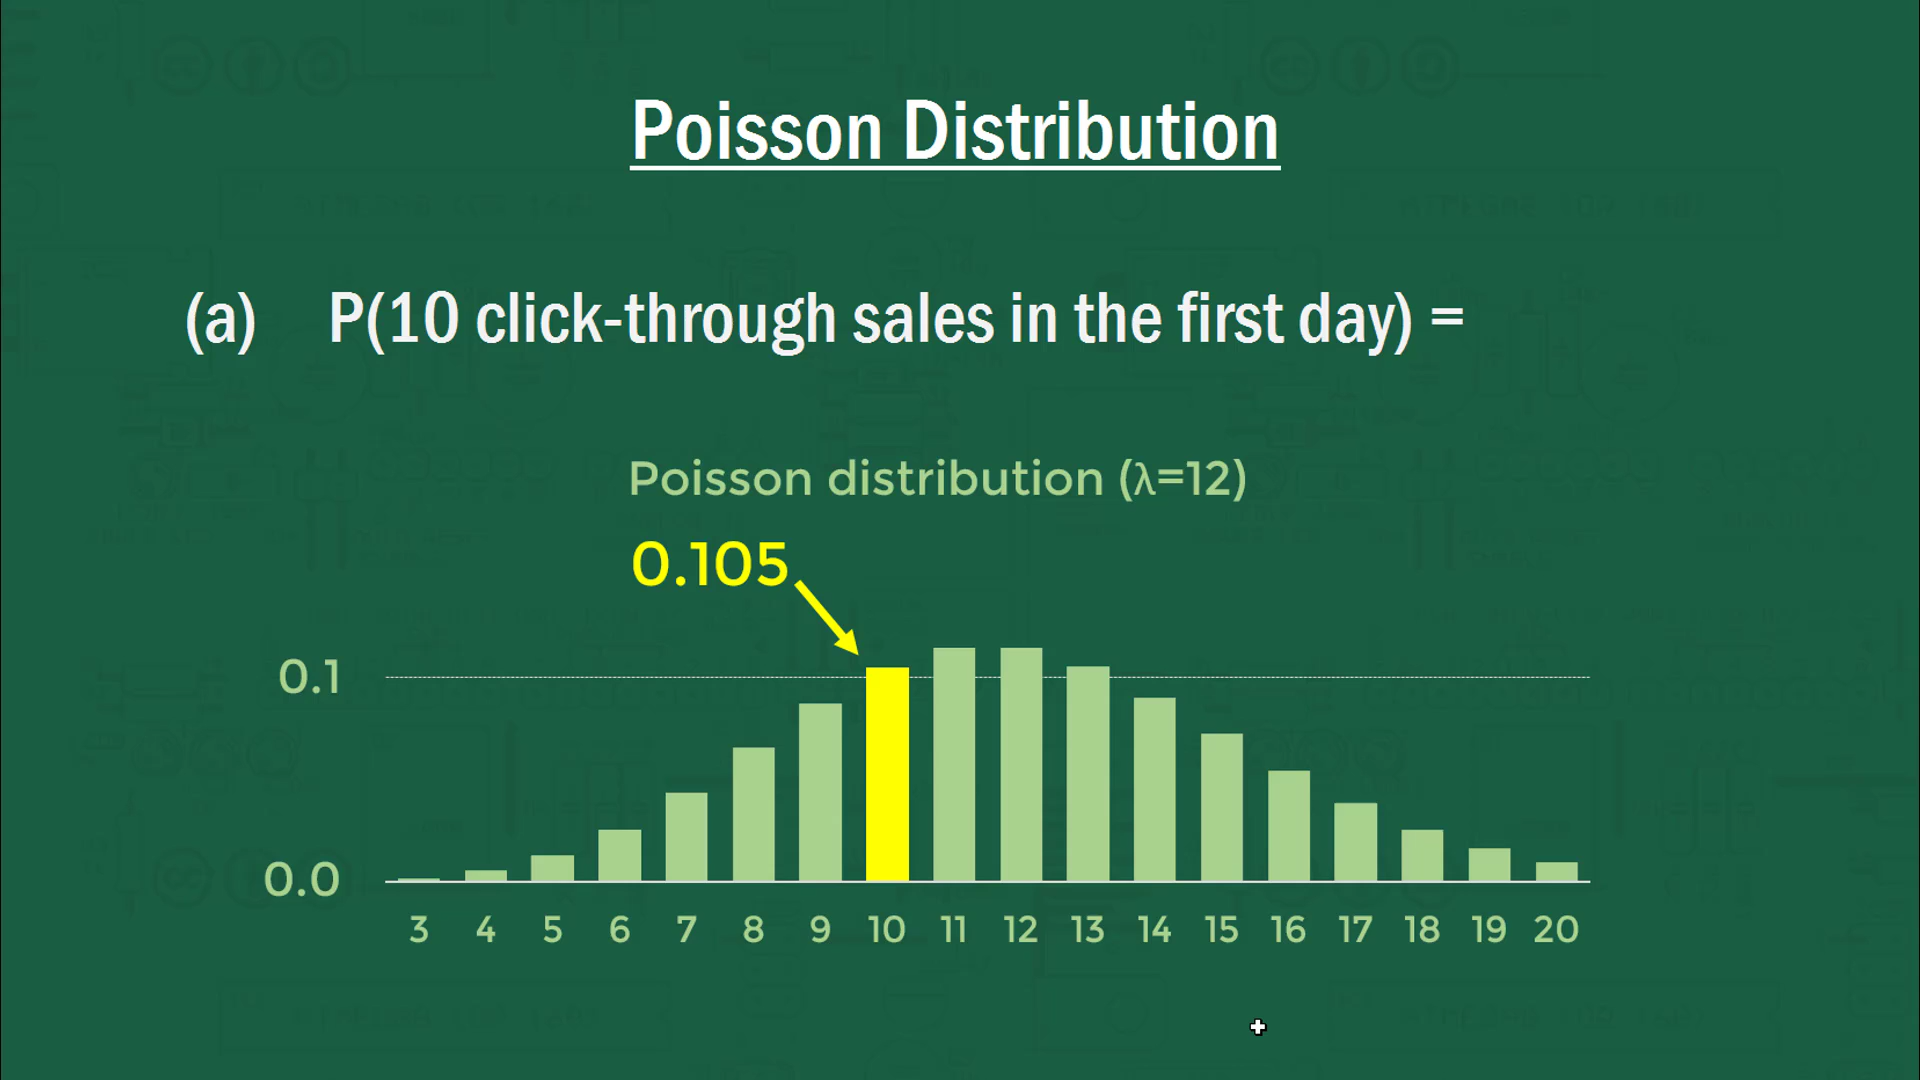 Poisson Distribution
(a) P(10 click-through sales in the first day) =
Poisson distribution (λ=12)
0.105
0.1
0.0
3 4 5 6 7 8 9 10 11 12 13 14 15 16 17 18 19 20